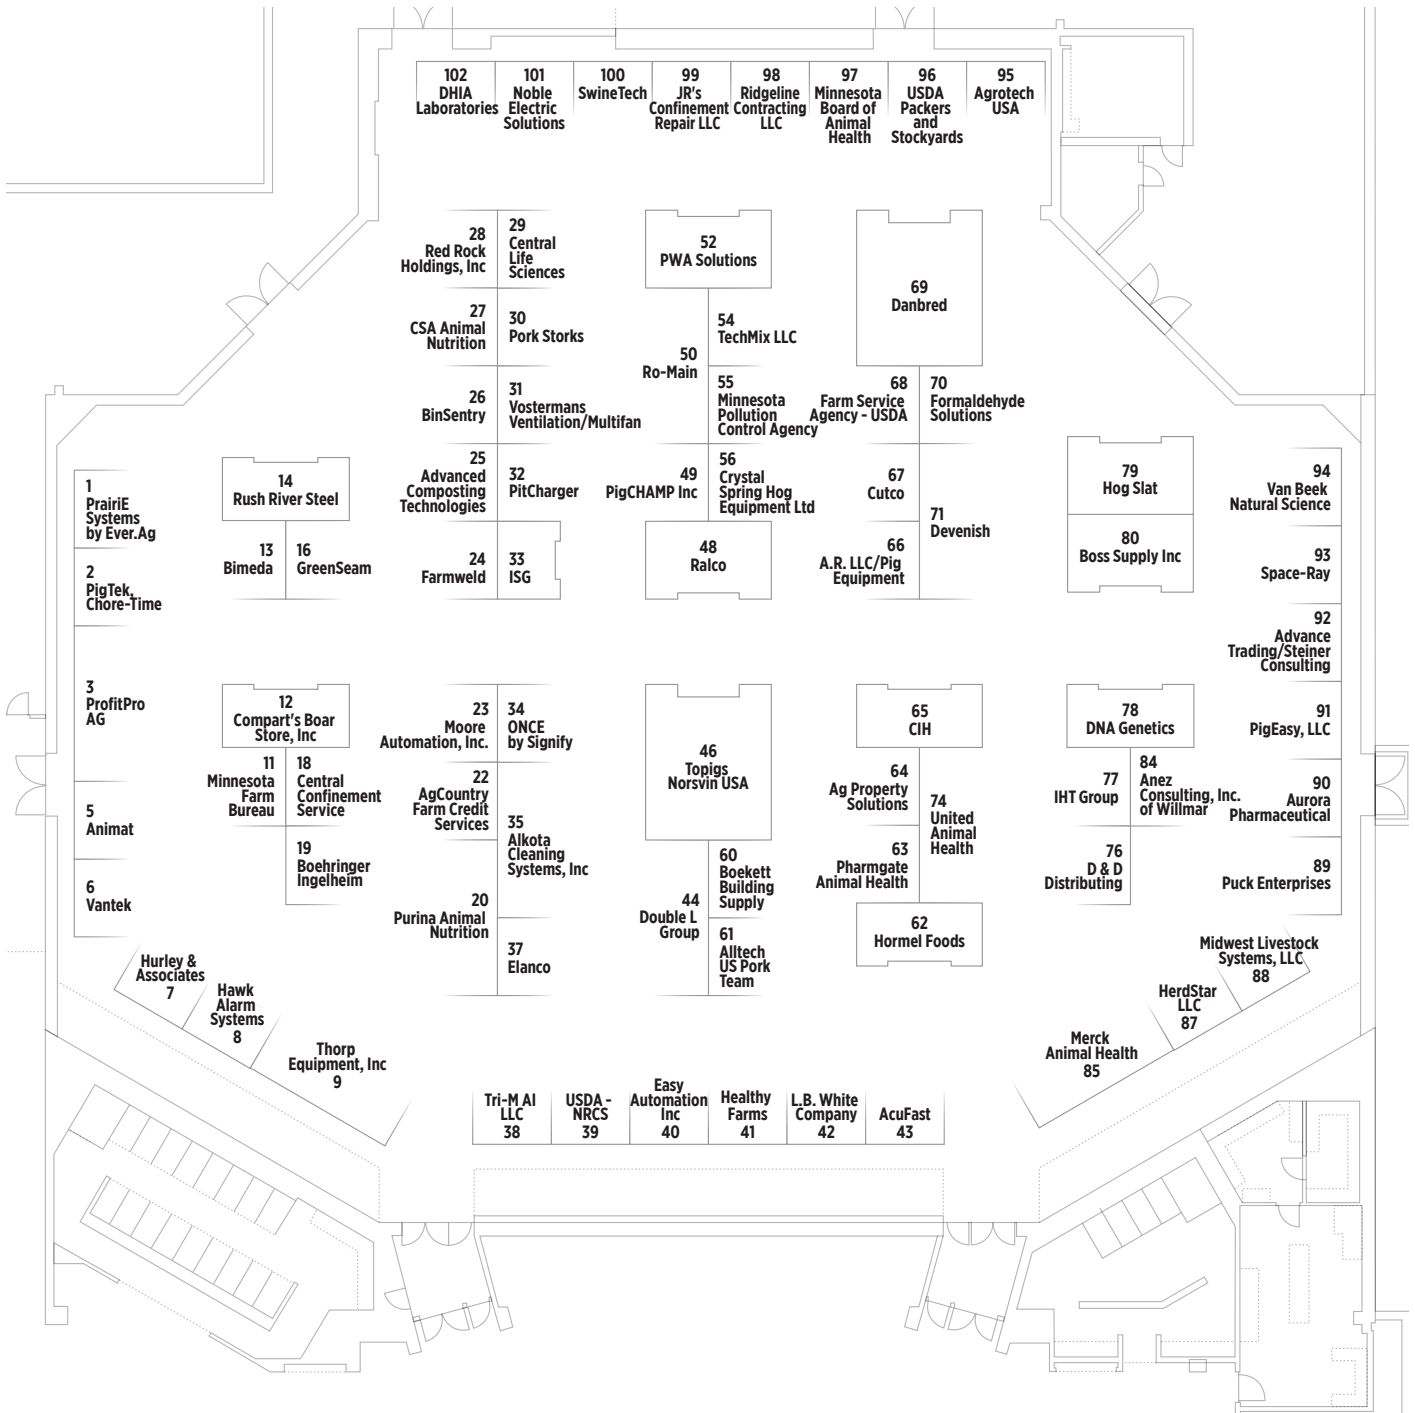 102
DHIA
Laboratories
101
Noble
Electric
Solutions
100
SwineTech
99
JR's
Confinement
Repair LLC
98
Ridgeline
Contracting
LLC
97
Minnesota
Board of
Animal
Health
96
USDA
Packers
and
Stockyards
95
Agrotech
USA
28
Red Rock
Holdings, Inc
29
Central
Life
Sciences
52
PWA Solutions
69
Danbred
27
CSA Animal
Nutrition
30
Pork Storks
54
TechMix LLC
50
Ro-Main
26
BinSentry
31
Vostermans
Ventilation/Multifan
55
Minnesota
Pollution
Control Agency
68
Farm Service
Agency - USDA
70
Formaldehyde
Solutions
1
PrairiE
Systems
by Ever.Ag
14
Rush River Steel
25
Advanced
Composting
Technologies
32
PitCharger
49
PigCHAMP Inc
56
Crystal
Spring Hog
Equipment Ltd
67
Cutco
71
Devenish
79
Hog Slat
94
Van Beek
Natural Science
2
PigTek,
Chore-Time
13
Bimeda
16
GreenSeam
24
Farmweld
33
ISG
48
Ralco
66
A.R. LLC/Pig
Equipment
80
Boss Supply Inc
93
Space-Ray
92
Advance
Trading/Steiner
Consulting
3
ProfitPro
AG
12
Compart's Boar
Store, Inc
23
Moore
Automation, Inc.
34
ONCE
by Signify
46
Topigs
Norsvin USA
65
CIH
78
DNA Genetics
91
PigEasy, LLC
11
Minnesota
Farm
Bureau
18
Central
Confinement
Service
22
AgCountry
Farm Credit
Services
35
Alkota
Cleaning
Systems, Inc
64
Ag Property
Solutions
74
United
Animal
Health
77
IHT Group
84
Anez
Consulting, Inc.
of Willmar
90
Aurora
Pharmaceutical
5
Animat
19
Boehringer
Ingelheim
60
Boekett
Building
Supply
63
Pharmgate
Animal Health
76
D & D
Distributing
89
Puck Enterprises
6
Vantek
20
Purina Animal
Nutrition
37
Elanco
44
Double L
Group
61
Alltech
US Pork
Team
62
Hormel Foods
Hurley &
Associates
7
Hawk
Alarm
Systems
8
Thorp
Equipment, Inc
9
Midwest Livestock
Systems, LLC
88
HerdStar
LLC
87
Merck
Animal Health
85
Tri-M AI
LLC
38
USDA -
NRCS
39
Easy
Automation
Inc
40
Healthy
Farms
41
L.B. White
Company
42
AcuFast
43